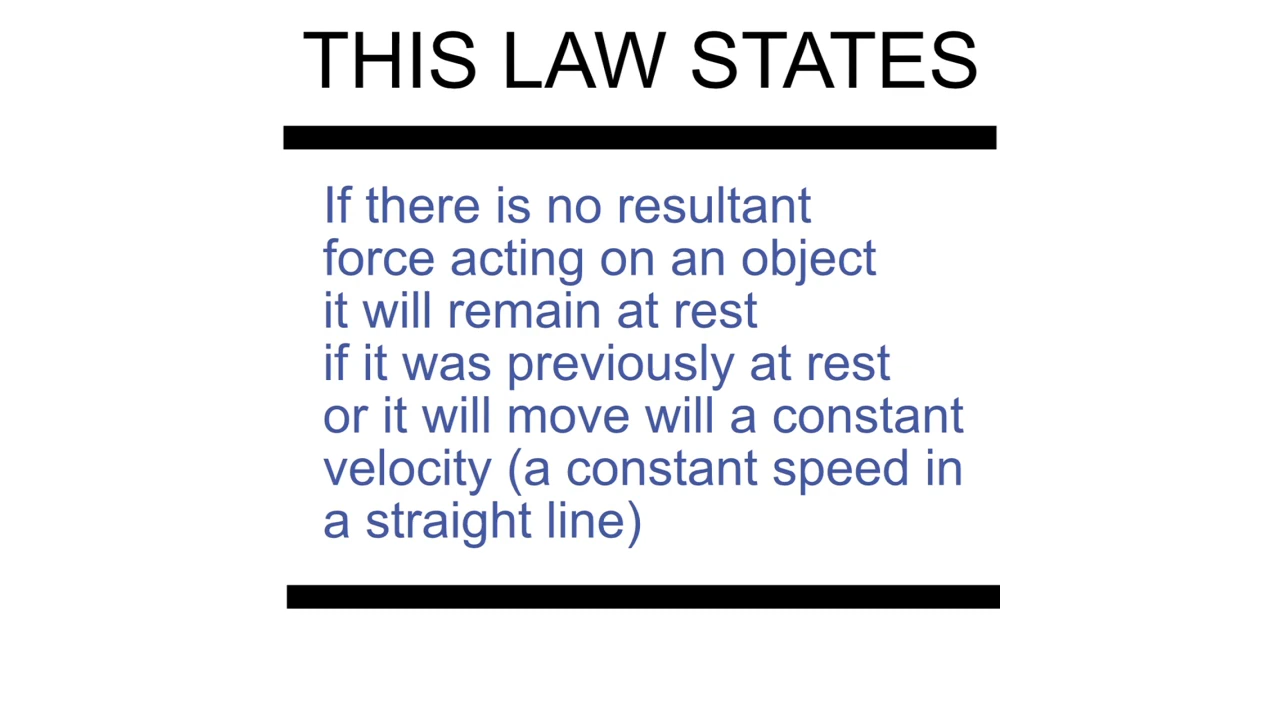 THIS LAW STATES
If there is no resultant
force acting on an object
it will remain at rest
if it was previously at rest
or it will move will a constant
velocity (a constant speed in
a straight line)